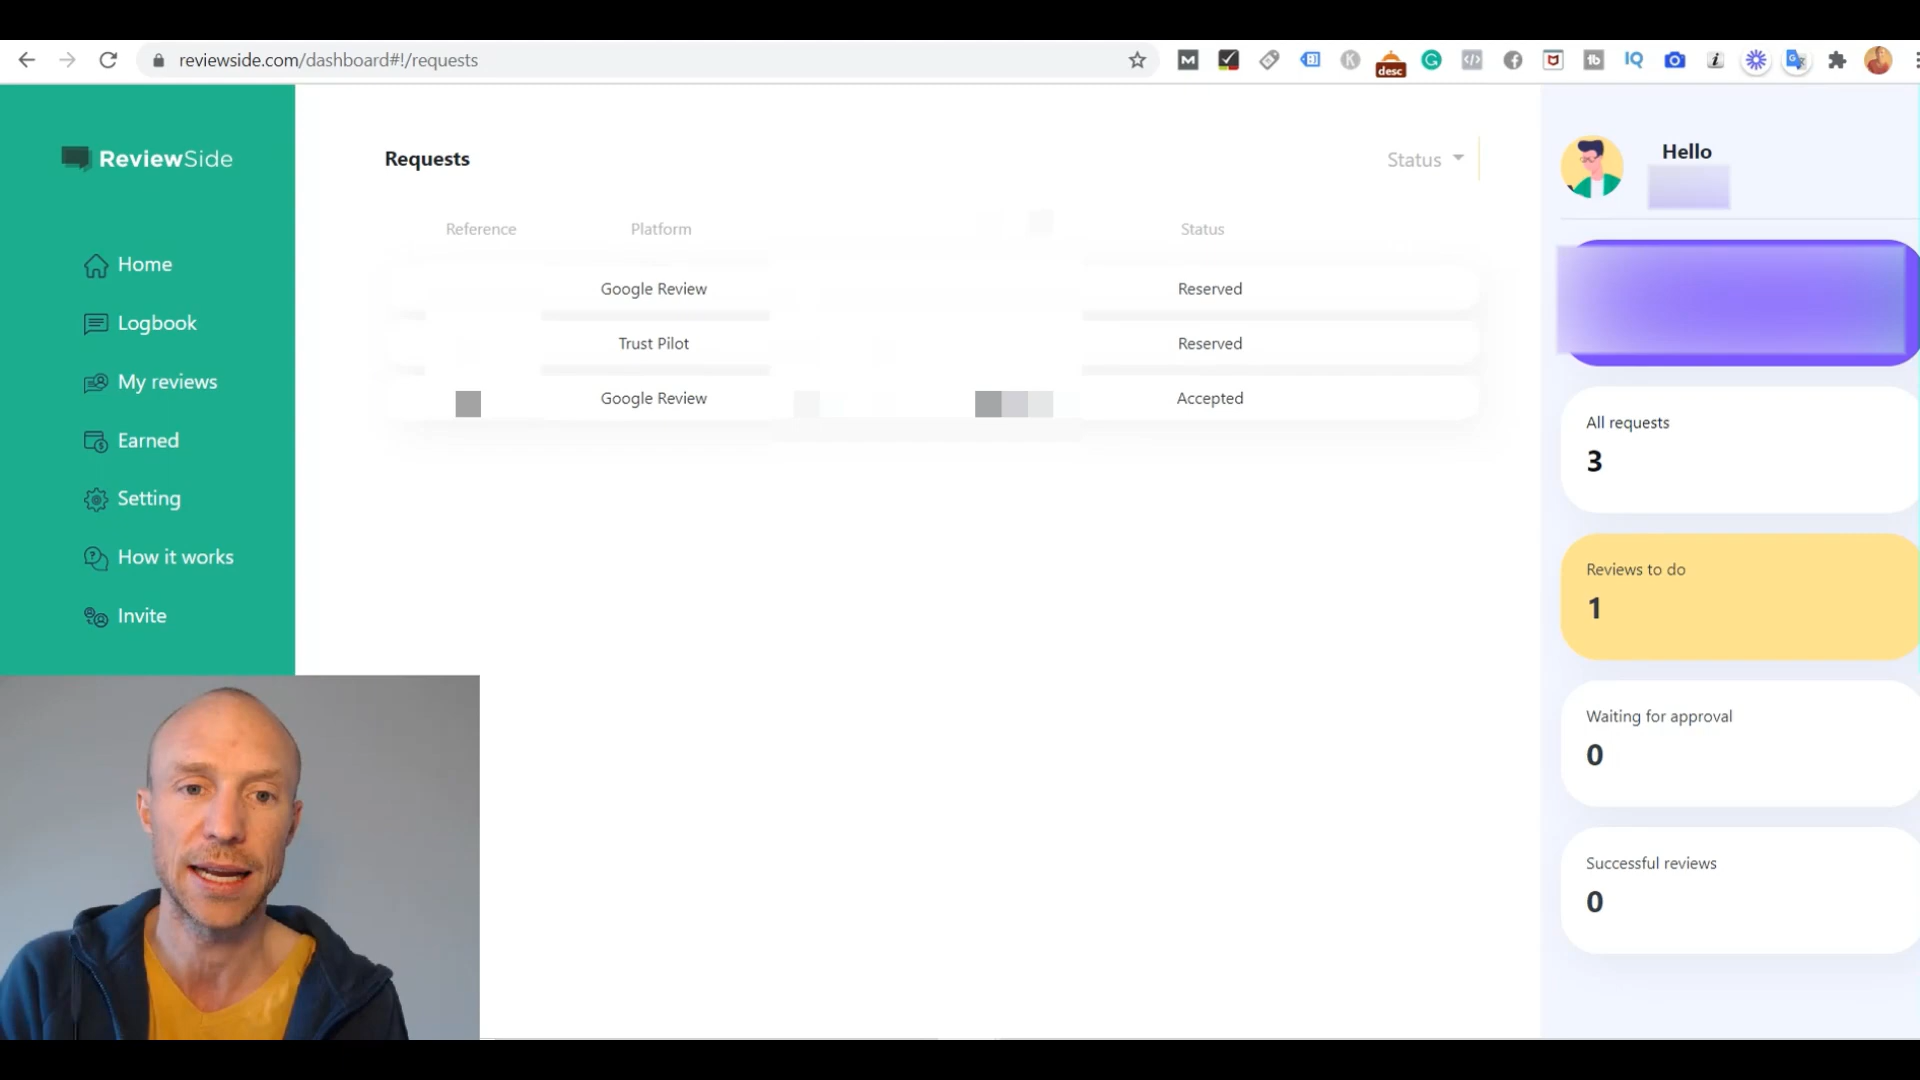 reviewside.com/dashboard#!/requests
desc
ReviewSide
Home
Logbook
My reviews
Earned
Setting
How it works
Invite
Requests
Status
Reference Platform Status
Google Review Reserved
Trust Pilot Reserved
Google Review Accepted
Hello
All requests
3
Reviews to do
1
Waiting for approval
0
Successful reviews
0